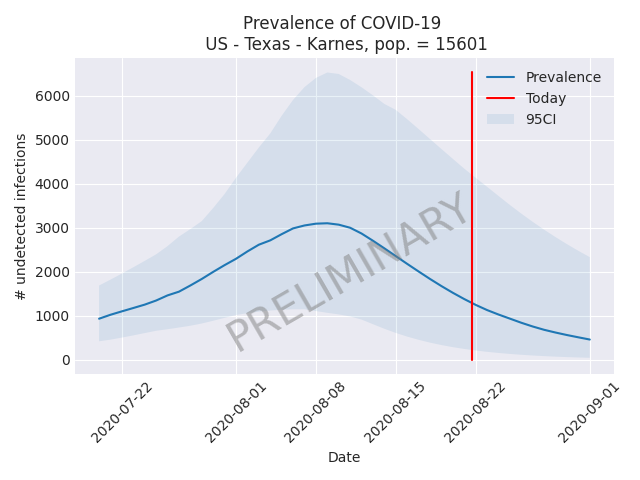 Prevalence of COVID-19
US - Texas - Karnes, pop. = 15601
Prevalence
Today
95CI
6000
5000
4000
3000
2000
1000
0
# undetected infections
PRELIMINARY
2020-07-22
2020-08-01
2020-08-08
2020-08-15
2020-08-22
2020-09-01
Date